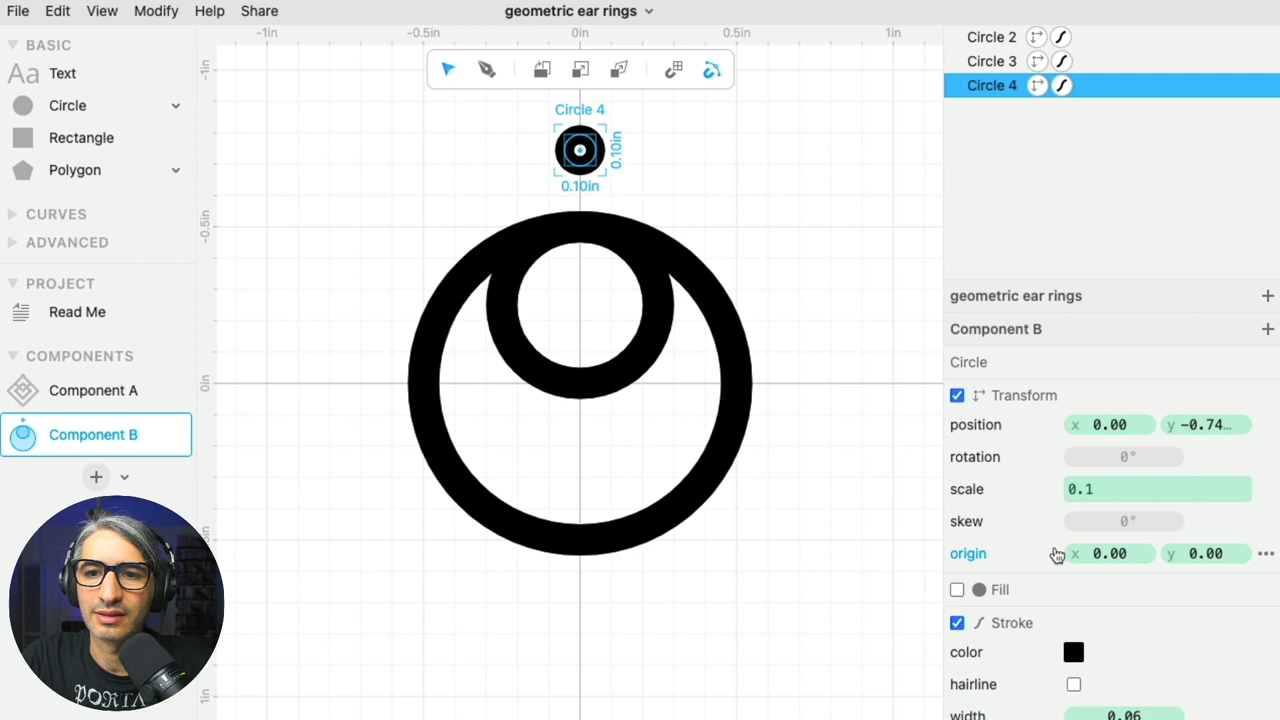 File Edit View Modify Help Share
geometric ear rings
BASIC
Text
Circle
Rectangle
Polygon
CURVES
ADVANCED
PROJECT
Read Me
COMPONENTS
Component A
Component B
-1in -0.5in 0in 0.5in 1in
-1in
-0.5in
0in
1in
Circle 4
0.10in
0.10in
Circle 2
Circle 3
Circle 4
geometric ear rings
Component B
Circle
Transform
position x 0.00 y -0.74...
rotation 0°
scale 0.1
skew 0°
origin x 0.00 y 0.00
Fill
Stroke
color
hairline
width 0.06